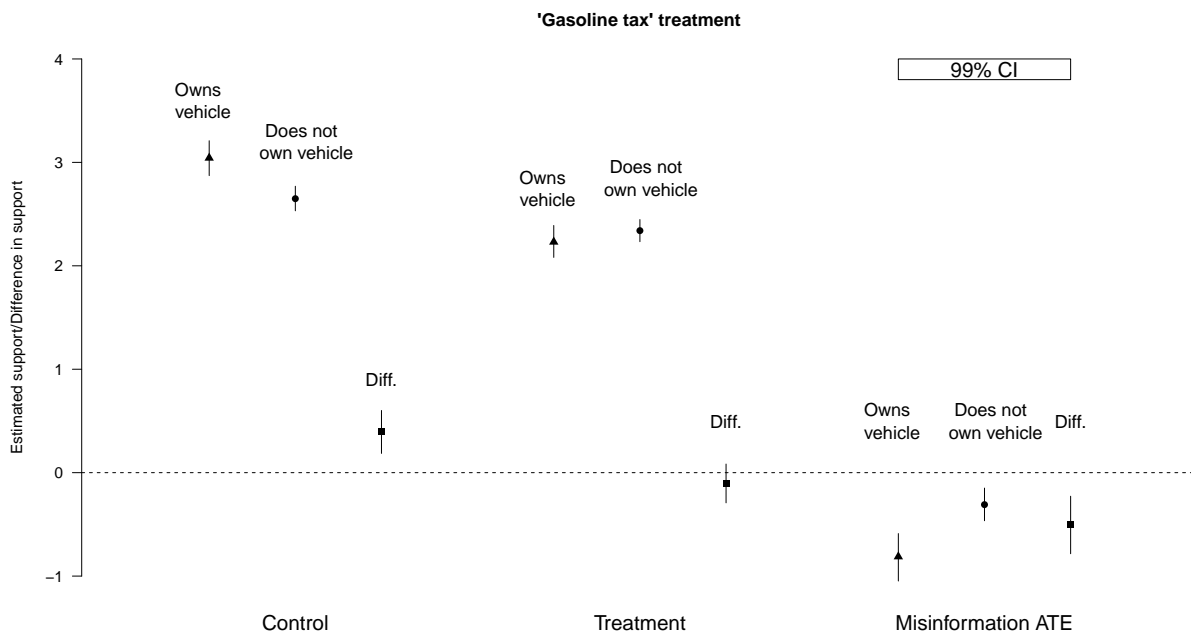 'Gasoline tax' treatment
99% CI
Estimated support/Difference in support
4
3
2
1
0
−1
Owns
vehicle
Does not
own vehicle
Diff.
Owns
vehicle
Does not
own vehicle
Diff.
Owns
vehicle
Does not
own vehicle
Diff.
Control
Treatment
Misinformation ATE